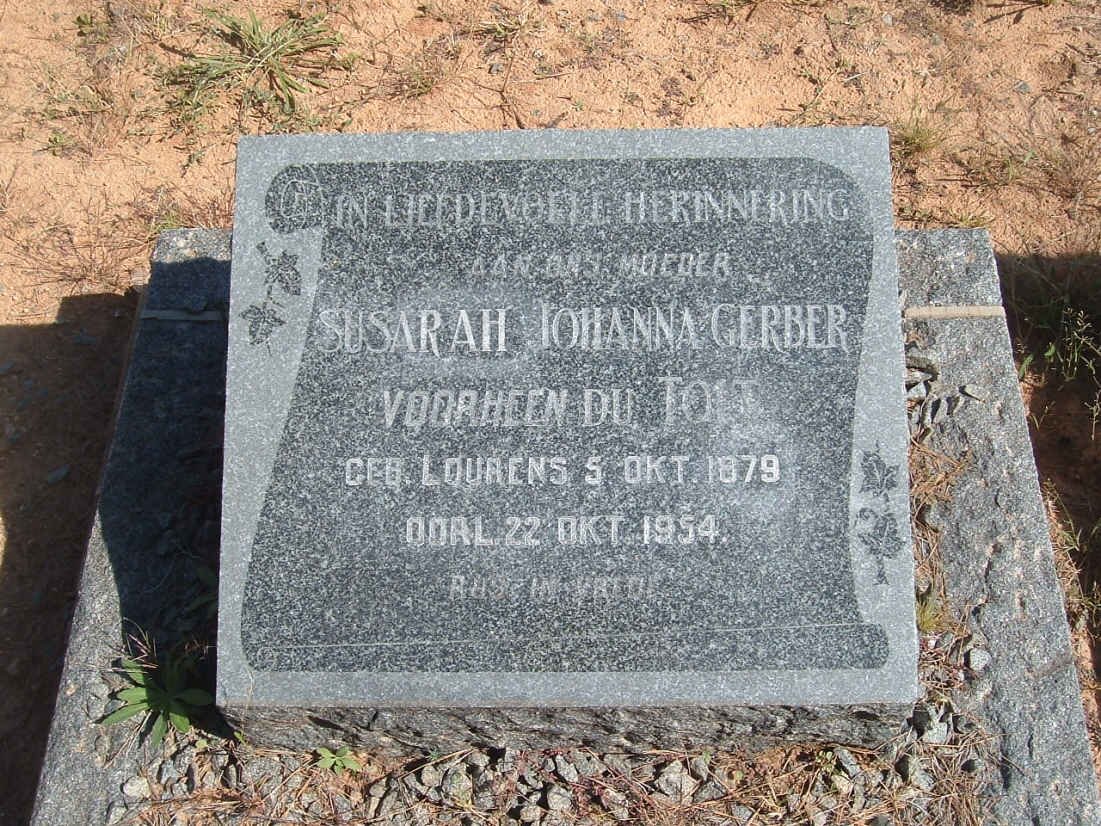 IN LIEFDEVOELE HERINNERING
AAN ONS MOEDER
SUSARAH JOHANNA GERBER
VOORHEEN DU TOIT
GEB. LOURENS 5 OKT. 1879
OORL. 22 OKT. 1954.
RUS IN VREDE